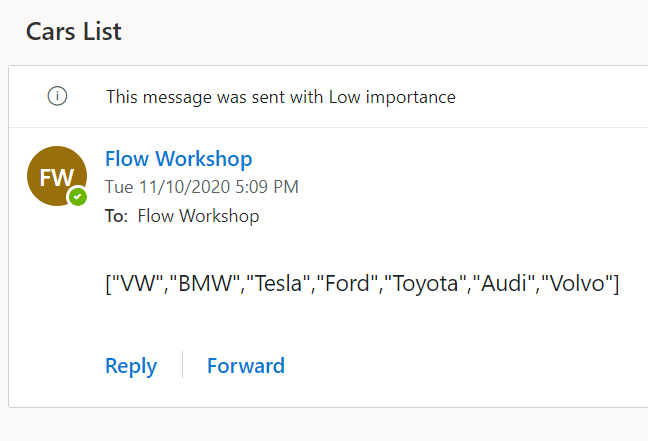 Cars List
This message was sent with Low importance
FW
Flow Workshop
Tue 11/10/2020 5:09 PM
To: Flow Workshop
["VW","BMW","Tesla","Ford","Toyota","Audi","Volvo"]
Reply Forward